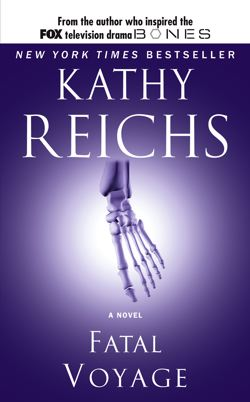 From the author who inspired the
FOX television drama BONES
NEW YORK TIMES BESTSELLER
KATHY
REICHS
A NOVEL
FATAL
VOYAGE